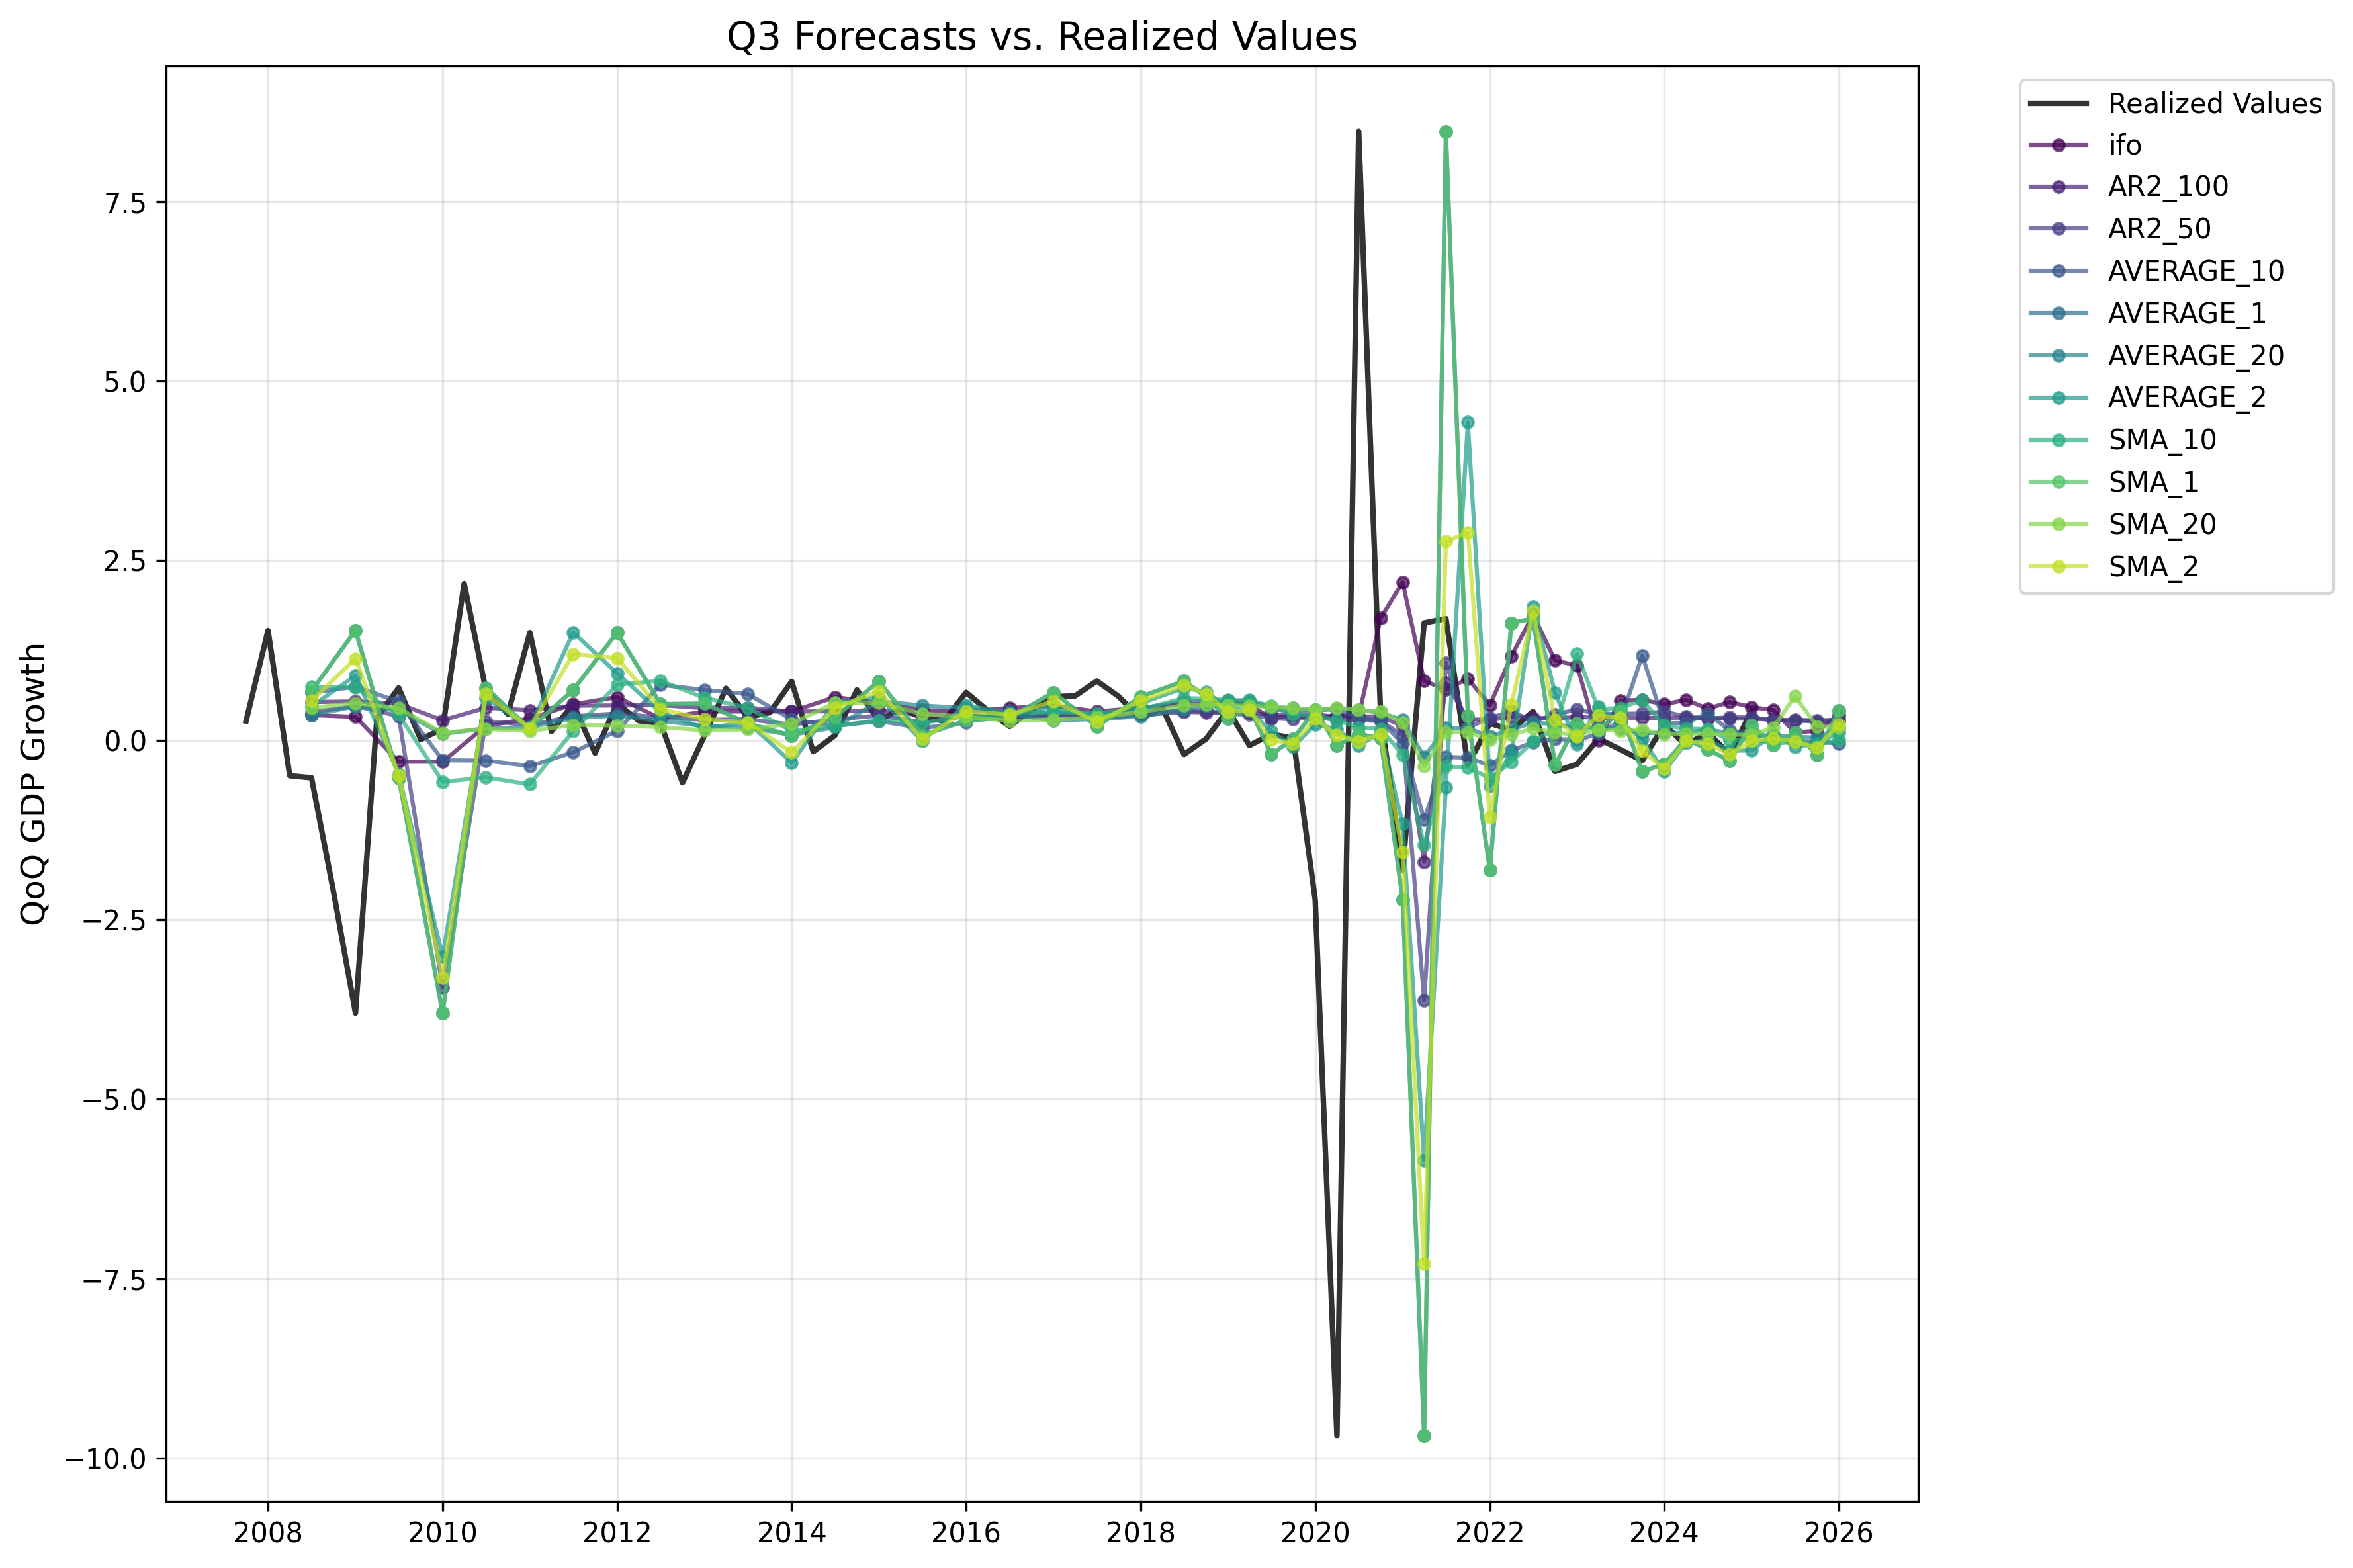 Q3 Forecasts vs. Realized Values
QoQ GDP Growth
7.5
5.0
2.5
0.0
−2.5
−5.0
−7.5
−10.0
2008
2010
2012
2014
2016
2018
2020
2022
2024
2026
Realized Values
ifo
AR2_100
AR2_50
AVERAGE_10
AVERAGE_1
AVERAGE_20
AVERAGE_2
SMA_10
SMA_1
SMA_20
SMA_2